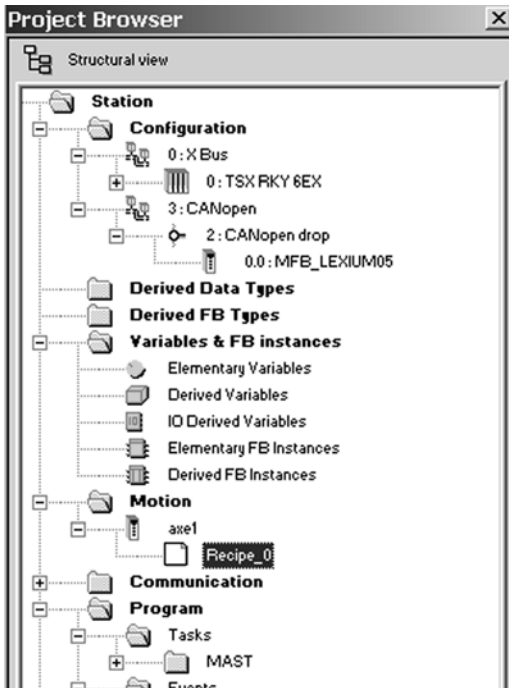 Project Browser
Structural view
Station
Configuration
0 : X Bus
0 : TSX RKY 6EX
3 : CANopen
2 : CANopen drop
0.0 : MFB_LEXIUM05
Derived Data Types
Derived FB Types
Variables & FB instances
Elementary Variables
Derived Variables
IO Derived Variables
Elementary FB Instances
Derived FB Instances
Motion
axe1
Recipe_0
Communication
Program
Tasks
MAST
Events